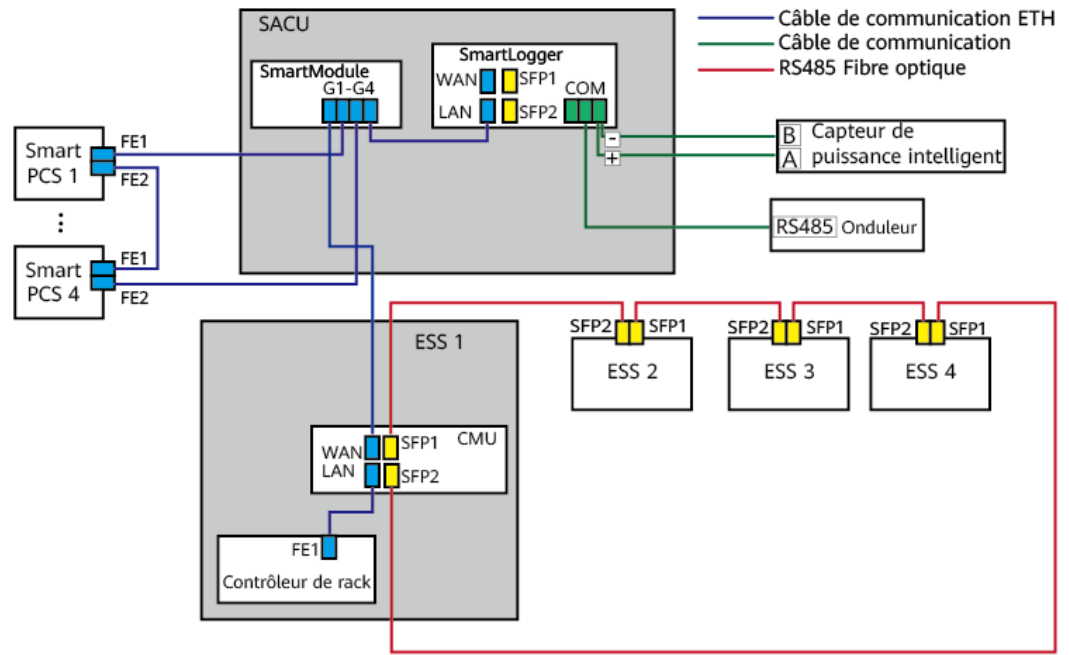 SACU
Câble de communication ETH
Câble de communication
RS485 Fibre optique
SmartLogger
SmartModule
G1-G4
WAN
SFP1
COM
LAN
SFP2
-
+
B
A
Capteur de
puissance intelligent
RS485 Onduleur
Smart
PCS 1
FE1
FE2
⋮
Smart
PCS 4
FE1
FE2
ESS 1
SFP2
SFP1
ESS 2
SFP2
SFP1
ESS 3
SFP2
SFP1
ESS 4
CMU
WAN
LAN
SFP1
SFP2
FE1
Contrôleur de rack